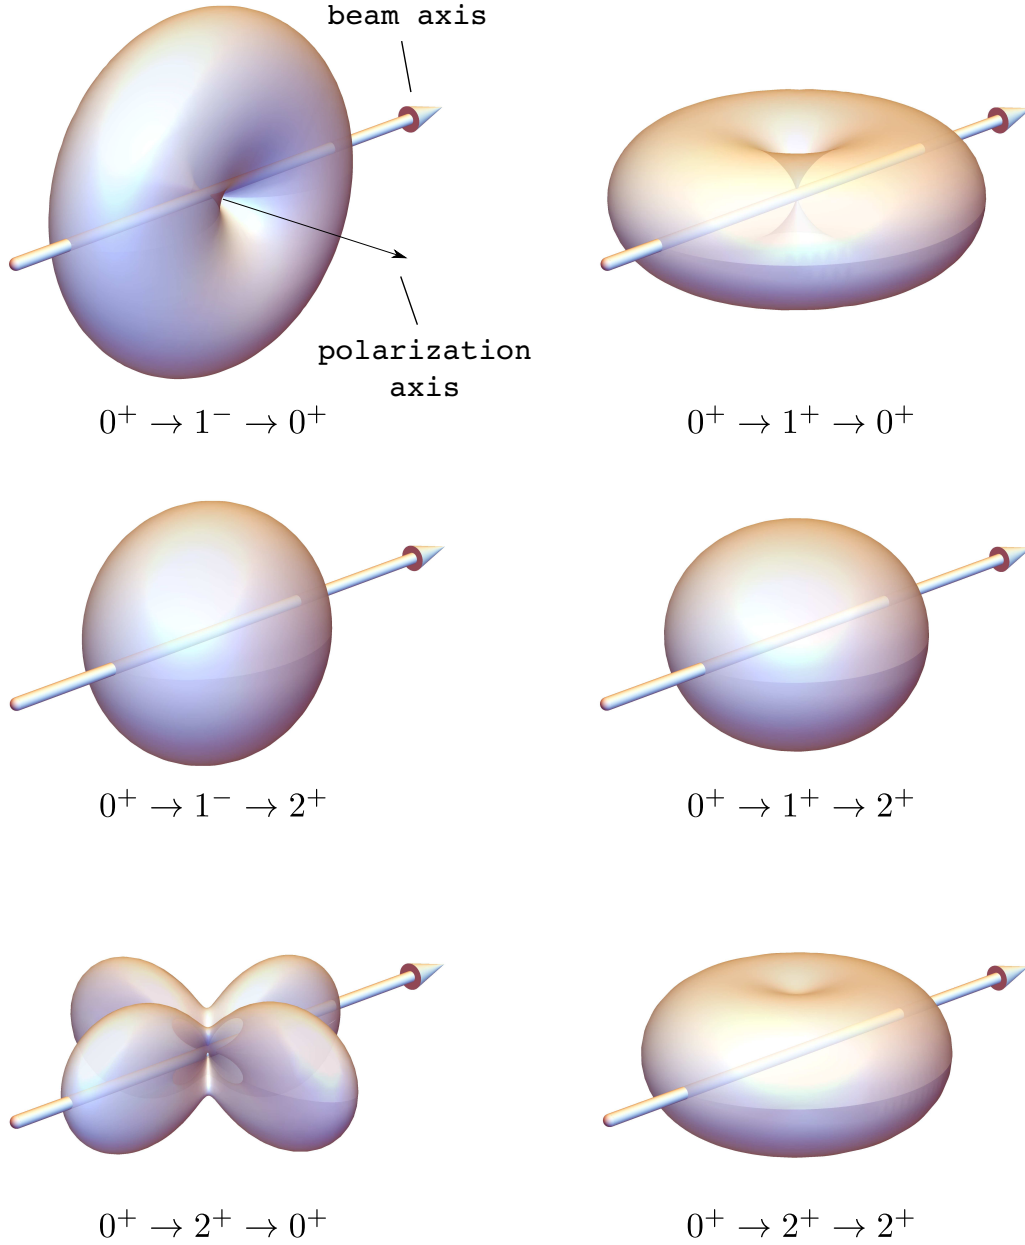 beam axis
polarization
axis
0⁺ → 1⁻ → 0⁺
0⁺ → 1⁺ → 0⁺
0⁺ → 1⁻ → 2⁺
0⁺ → 1⁺ → 2⁺
0⁺ → 2⁺ → 0⁺
0⁺ → 2⁺ → 2⁺